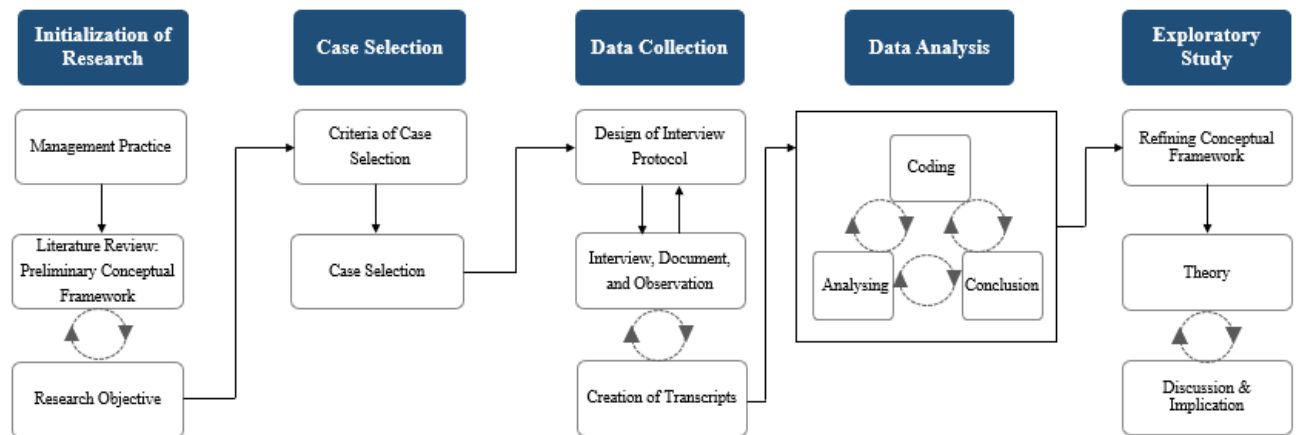 Initialization of
Research
Case Selection
Data Collection
Data Analysis
Exploratory
Study
Management Practice
Literature Review:
Preliminary Conceptual
Framework
Research Objective
Criteria of Case
Selection
Case Selection
Design of Interview
Protocol
Interview, Document,
and Observation
Creation of Transcripts
Coding
Analysing
Conclusion
Refining Conceptual
Framework
Theory
Discussion &
Implication